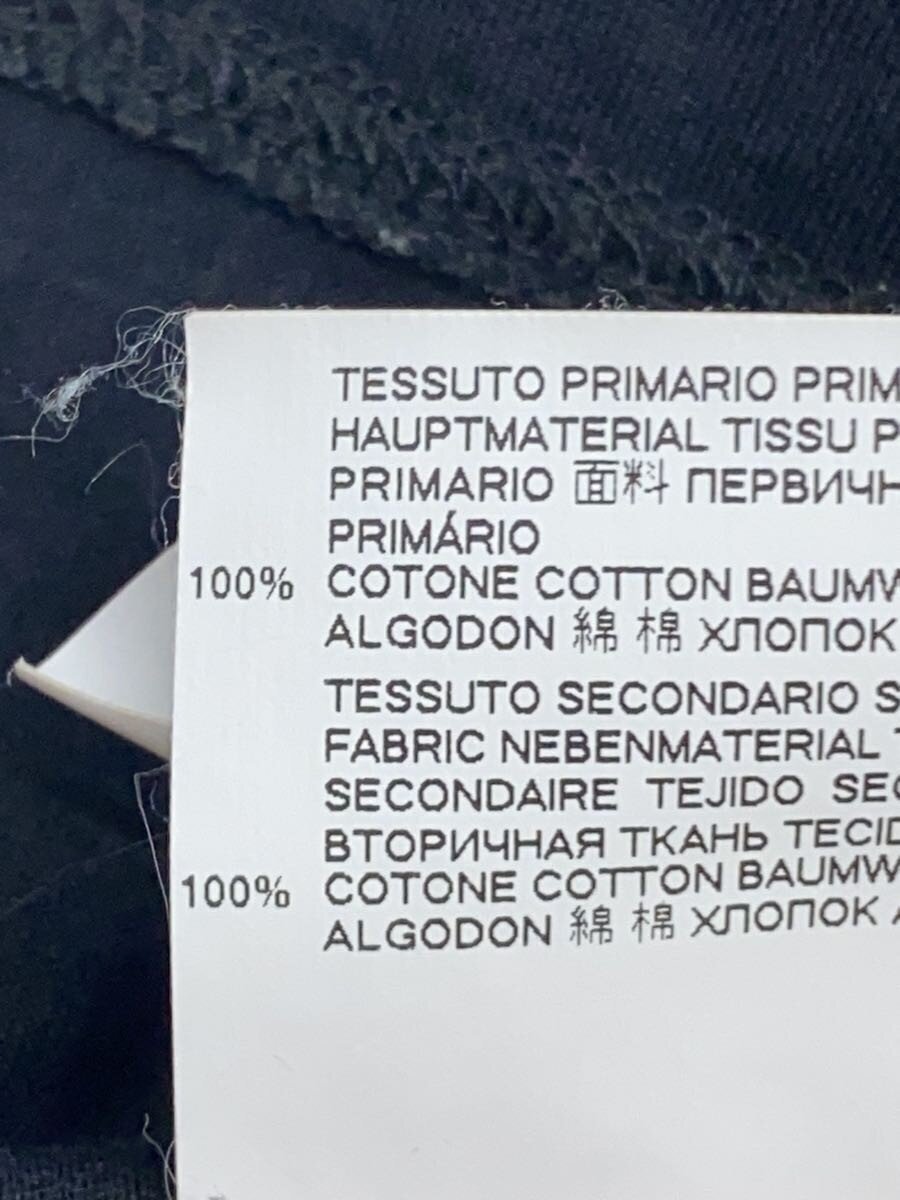 TESSUTO PRIMARIO PRIM
HAUPTMATERIAL TISSU P
PRIMARIO 面料 ПЕРВИЧН
PRIMÁRIO
100% COTONE COTTON BAUMW
ALGODON 綿 棉 ХЛОПОК
TESSUTO SECONDARIO S
FABRIC NEBENMATERIAL T
SECONDAIRE TEJIDO SEC
ВТОРИЧНАЯ ТКАНЬ TECID
100% COTONE COTTON BAUMW
ALGODON 綿 棉 ХЛОПОК A